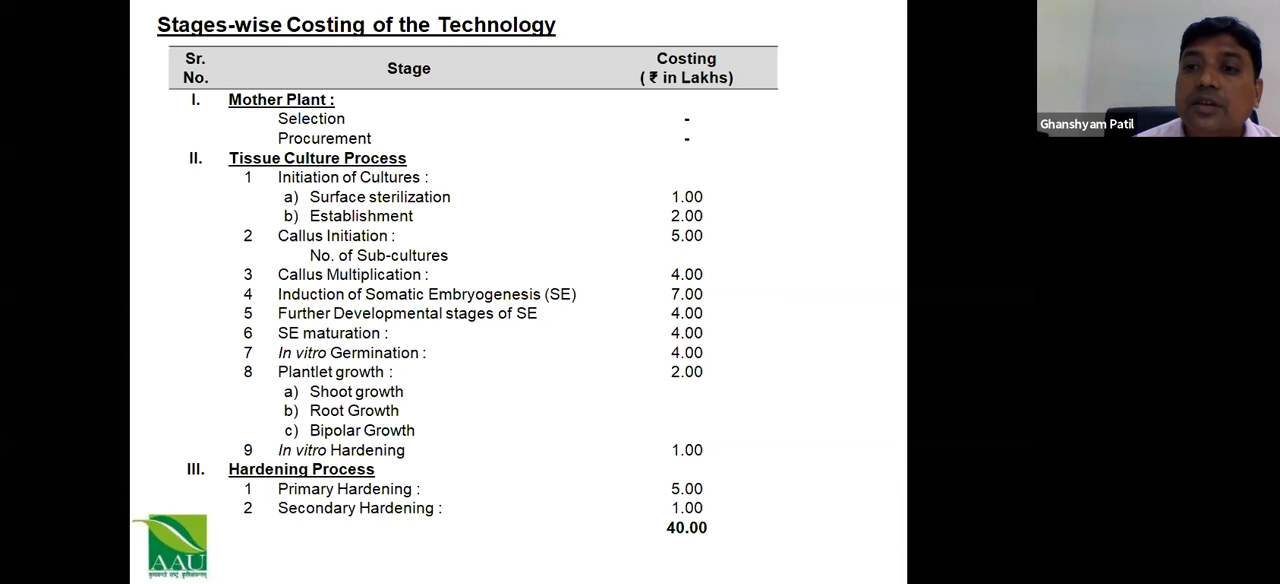 Stages-wise Costing of the Technology
Sr. No. Stage Costing ( ₹ in Lakhs)
I. Mother Plant :
Selection -
Procurement -
II. Tissue Culture Process
1 Initiation of Cultures :
a) Surface sterilization 1.00
b) Establishment 2.00
2 Callus Initiation : 5.00
No. of Sub-cultures
3 Callus Multiplication : 4.00
4 Induction of Somatic Embryogenesis (SE) 7.00
5 Further Developmental stages of SE 4.00
6 SE maturation : 4.00
7 In vitro Germination : 4.00
8 Plantlet growth : 2.00
a) Shoot growth
b) Root Growth
c) Bipolar Growth
9 In vitro Hardening 1.00
III. Hardening Process
1 Primary Hardening : 5.00
2 Secondary Hardening : 1.00
40.00
AAU
Ghanshyam Patil